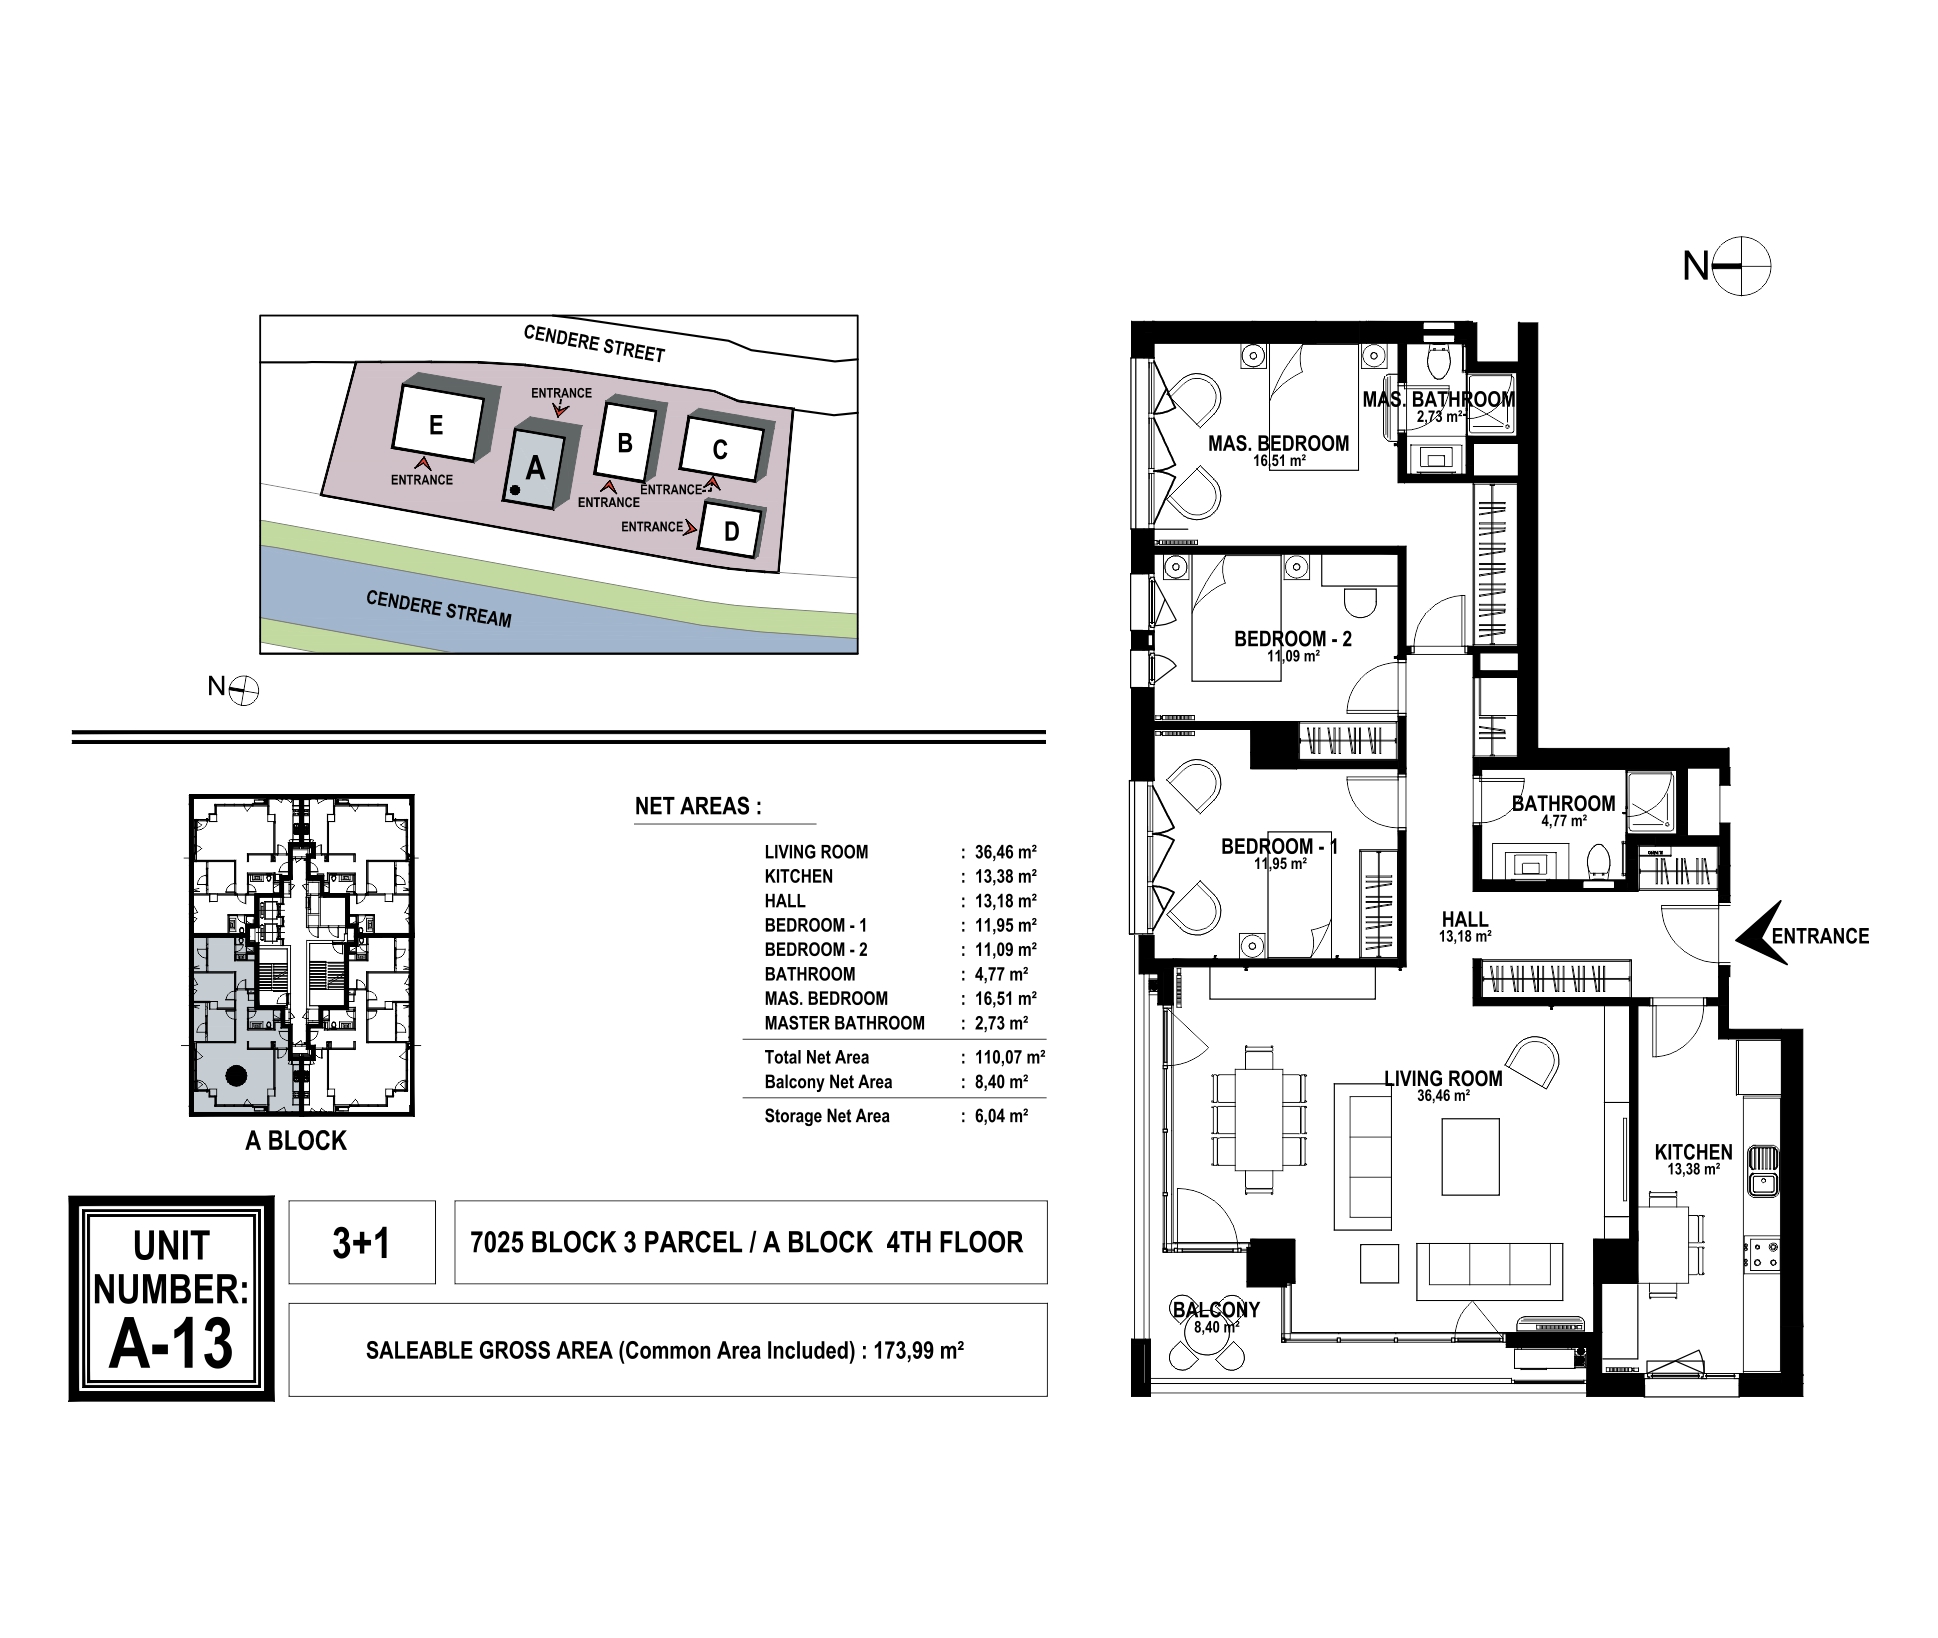 N
CENDERE STREET
E
ENTRANCE
ENTRANCE
A
B
ENTRANCE
C
ENTRANCE
D
ENTRANCE
CENDERE STREAM
N
A BLOCK
NET AREAS :
LIVING ROOM : 36,46 m²
KITCHEN : 13,38 m²
HALL : 13,18 m²
BEDROOM - 1 : 11,95 m²
BEDROOM - 2 : 11,09 m²
BATHROOM : 4,77 m²
MAS. BEDROOM : 16,51 m²
MASTER BATHROOM : 2,73 m²
Total Net Area : 110,07 m²
Balcony Net Area : 8,40 m²
Storage Net Area : 6,04 m²
UNIT
NUMBER:
A-13
3+1
7025 BLOCK 3 PARCEL / A BLOCK 4TH FLOOR
SALEABLE GROSS AREA (Common Area Included) : 173,99 m²
MAS. BATHROOM
2,73 m²
MAS. BEDROOM
16,51 m²
BEDROOM - 2
11,09 m²
BATHROOM
4,77 m²
BEDROOM - 1
11,95 m²
HALL
13,18 m²
ENTRANCE
LIVING ROOM
36,46 m²
KITCHEN
13,38 m²
BALCONY
8,40 m²